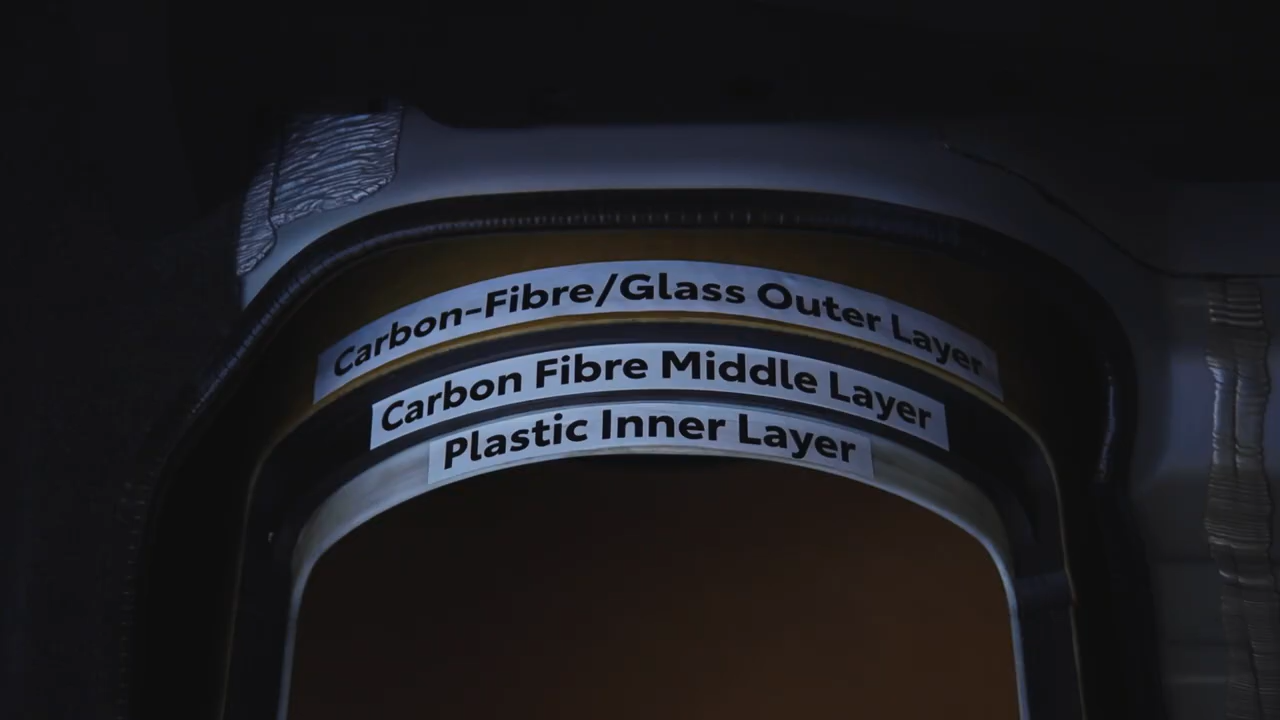 Carbon-Fibre/Glass Outer Layer
Carbon Fibre Middle Layer
Plastic Inner Layer